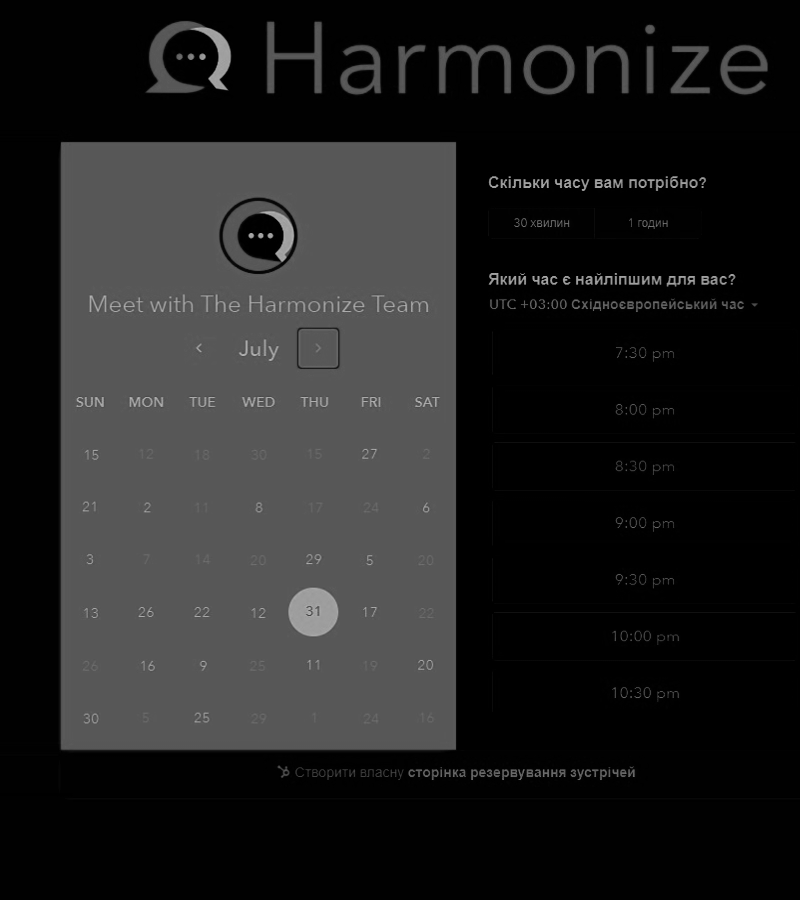 Harmonize
Meet with The Harmonize Team
July
SUN MON TUE WED THU FRI SAT
15 12 18 30 15 27 2
21 2 11 8 17 24 6
3 7 14 20 29 5 20
13 26 22 12 31 17 22
26 16 9 25 11 19 20
30 5 25 29 1 24 16
Скільки часу вам потрібно?
30 хвилин 1 годин
Який час є найліпшим для вас?
UTC +03:00 Східноєвропейський час
7:30 pm
8:00 pm
8:30 pm
9:00 pm
9:30 pm
10:00 pm
10:30 pm
Створити власну сторінка резервування зустрічей